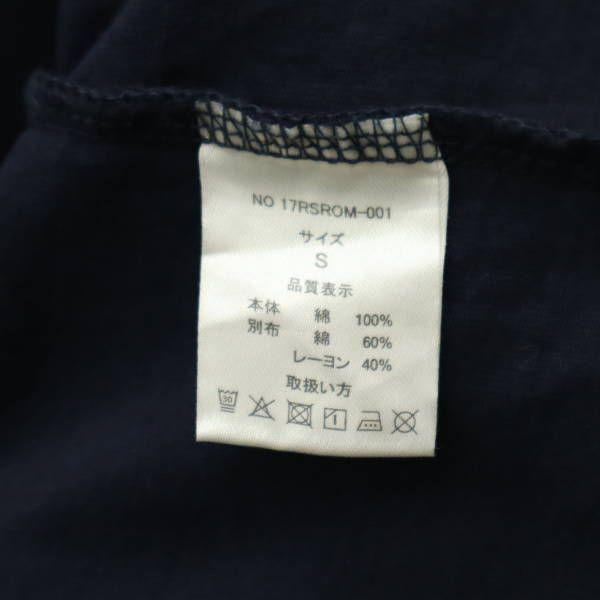 NO 17RSROM-001
サイズ
S
品質表示
本体 綿 100%
別布 綿 60%
レーヨン 40%
取扱い方
30